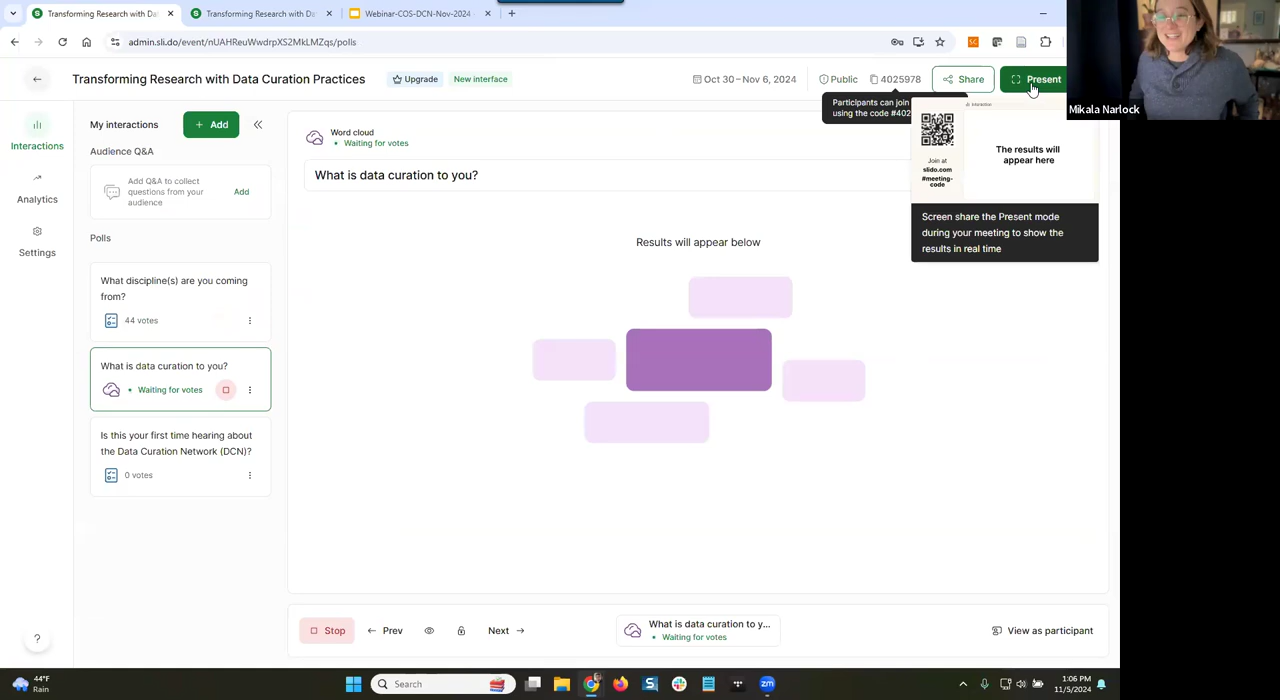 Transforming Research with Data
Transforming Research with Data
Webinar-COS-DCN-Nov-2024
admin.sli.do/event/nUAHReuWwdrpXS2MkLMZqs/polls
Transforming Research with Data Curation Practices
Upgrade
New interface
Oct 30 – Nov 6, 2024
Public
4025978
Share
Present
Mikala Narlock
Participants can join
using the code #402
Interactions
My interactions
+ Add
Audience Q&A
Add Q&A to collect
questions from your
audience
Add
Analytics
Settings
Polls
What discipline(s) are you coming
from?
44 votes
What is data curation to you?
Waiting for votes
Is this your first time hearing about
the Data Curation Network (DCN)?
0 votes
Word cloud
Waiting for votes
What is data curation to you?
Results will appear below
Join at
slido.com
#meeting-
code
The results will
appear here
Screen share the Present mode
during your meeting to show the
results in real time
Stop
Prev
Next
What is data curation to y...
Waiting for votes
View as participant
?
44°F
Rain
Search
zm
1:06 PM
11/5/2024